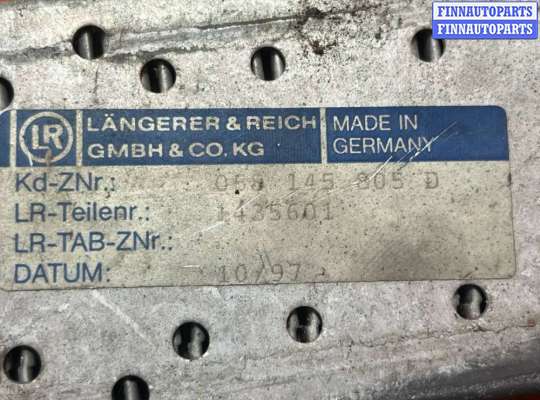 FINNAUTOPARTS
FINNAUTOPARTS
LR
LÄNGERER & REICH
GMBH & CO. KG
MADE IN
GERMANY
Kd-ZNr.: 058 145 805 D
LR-Teilenr.: 1435601
LR-TAB-ZNr.:
DATUM: 10/97